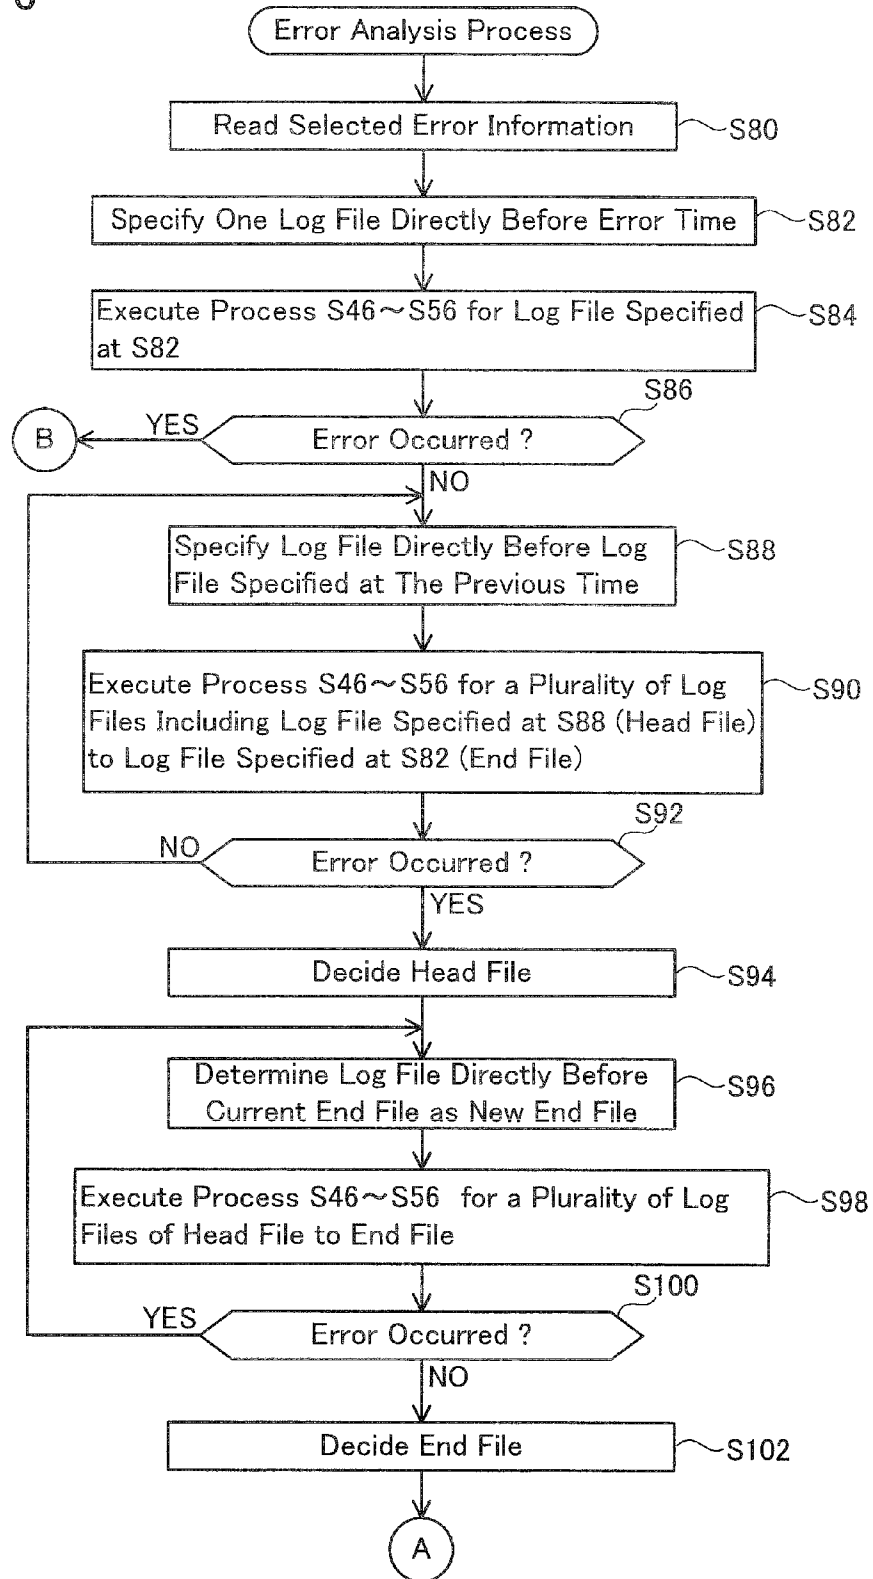 Error Analysis Process
Read Selected Error Information
S80
Specify One Log File Directly Before Error Time
S82
Execute Process S46~S56 for Log File Specified
at S82
S84
S86
B
YES
Error Occurred ?
NO
Specify Log File Directly Before Log
File Specified at The Previous Time
S88
Execute Process S46~S56 for a Plurality of Log
Files Including Log File Specified at S88 (Head File)
to Log File Specified at S82 (End File)
S90
S92
NO
Error Occurred ?
YES
Decide Head File
S94
Determine Log File Directly Before
Current End File as New End File
S96
Execute Process S46~S56 for a Plurality of Log
Files of Head File to End File
S98
S100
YES
Error Occurred ?
NO
Decide End File
S102
A